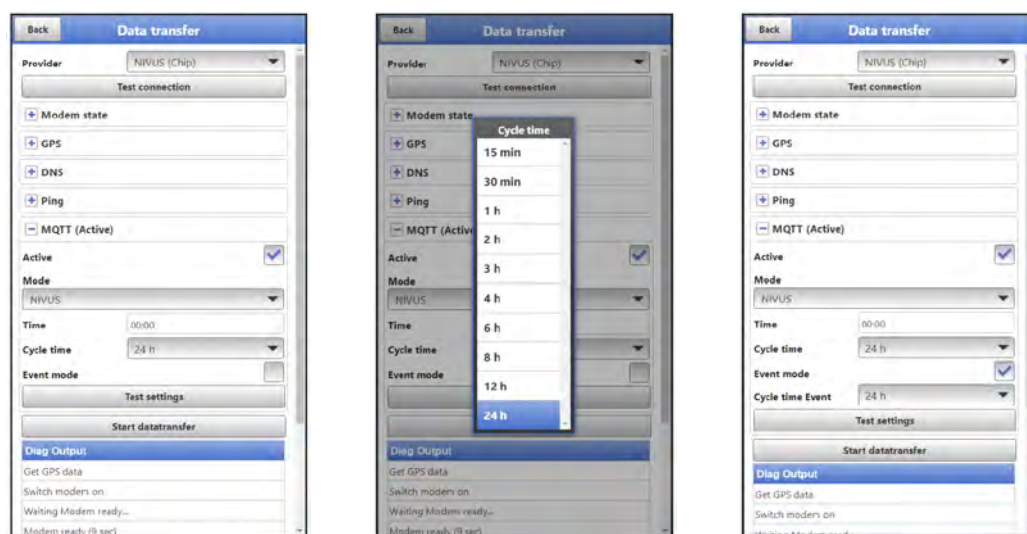 Back Data transfer
Provider NIVUS (Chip)
Test connection
Modem state
GPS
DNS
Ping
MQTT (Active)
Active
Mode
NIVUS
Time 00:00
Cycle time 24 h
Event mode
Test settings
Start datatransfer
Diag Output
Get GPS data
Switch modem on
Waiting Modem ready...
Modem ready (9 sec)
Back Data transfer
Provider NIVUS (Chip)
Test connection
Modem state
GPS
DNS
Ping
MQTT (Active
Active
Mode
NIVUS
Time
Cycle time
Event mode
Cycle time
15 min
30 min
1 h
2 h
3 h
4 h
6 h
8 h
12 h
24 h
Diag Output
Get GPS data
Switch modem on
Waiting Modem ready...
Modem ready (9 sec)
Back Data transfer
Provider NIVUS (Chip)
Test connection
Modem state
GPS
DNS
Ping
MQTT (Active)
Active
Mode
NIVUS
Time 00:00
Cycle time 24 h
Event mode
Cycle time Event 24 h
Test settings
Start datatransfer
Diag Output
Get GPS data
Switch modem on
Waiting Modem ready